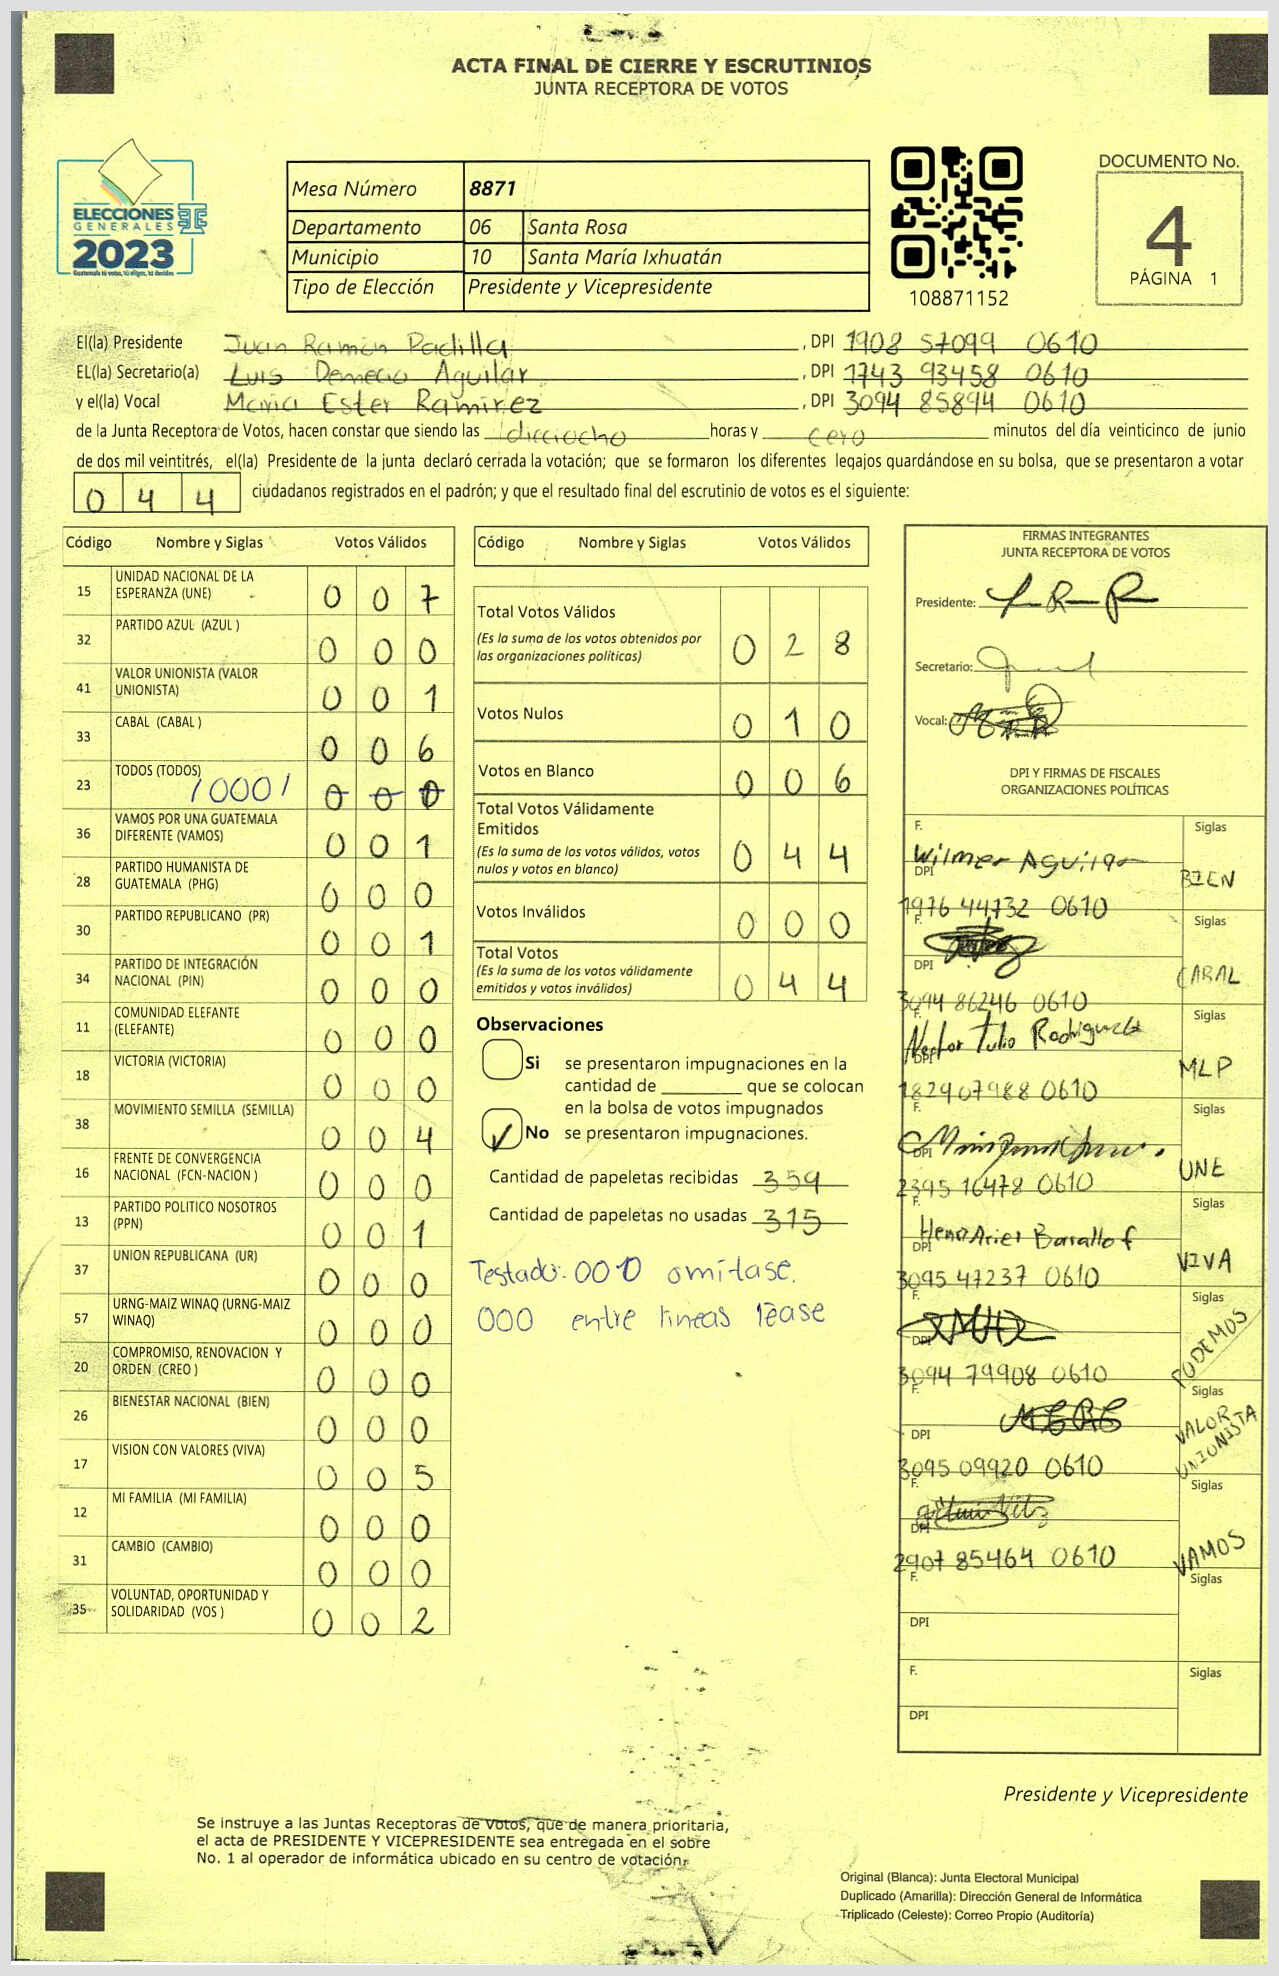 ACTA FINAL DE CIERRE Y ESCRUTINIOS
JUNTA RECEPTORA DE VOTOS
ELECCIONES
GENERALES
2023
Guatemala tú votas, tú eliges, tú decides
Mesa Número 8871
Departamento 06 Santa Rosa
Municipio 10 Santa María Ixhuatán
Tipo de Elección Presidente y Vicepresidente
108871152
DOCUMENTO No.
4
PÁGINA 1
El(la) Presidente Juan Ramón Padilla, DPI 1908 57099 0610
EL(la) Secretario(a) Luis Demecio Aguilar, DPI 1743 93458 0610
y el(la) Vocal Maria Ester Ramirez, DPI 3094 85894 0610
de la Junta Receptora de Votos, hacen constar que siendo las dieciocho horas y cero minutos del día veinticinco de junio
de dos mil veintitrés, el(la) Presidente de la junta declaró cerrada la votación; que se formaron los diferentes legajos guardándose en su bolsa, que se presentaron a votar
0 4 4 ciudadanos registrados en el padrón; y que el resultado final del escrutinio de votos es el siguiente:
Código Nombre y Siglas Votos Válidos
15 UNIDAD NACIONAL DE LA ESPERANZA (UNE) 0 0 7
32 PARTIDO AZUL (AZUL ) 0 0 0
41 VALOR UNIONISTA (VALOR UNIONISTA) 0 0 1
33 CABAL (CABAL ) 0 0 6
23 TODOS (TODOS) /000/ 0 0 0
36 VAMOS POR UNA GUATEMALA DIFERENTE (VAMOS) 0 0 1
28 PARTIDO HUMANISTA DE GUATEMALA (PHG) 0 0 0
30 PARTIDO REPUBLICANO (PR) 0 0 1
34 PARTIDO DE INTEGRACIÓN NACIONAL (PIN) 0 0 0
11 COMUNIDAD ELEFANTE (ELEFANTE) 0 0 0
18 VICTORIA (VICTORIA) 0 0 0
38 MOVIMIENTO SEMILLA (SEMILLA) 0 0 4
16 FRENTE DE CONVERGENCIA NACIONAL (FCN-NACION ) 0 0 0
13 PARTIDO POLITICO NOSOTROS (PPN) 0 0 1
37 UNION REPUBLICANA (UR) 0 0 0
57 URNG-MAIZ WINAQ (URNG-MAIZ WINAQ) 0 0 0
20 COMPROMISO, RENOVACION Y ORDEN (CREO ) 0 0 0
26 BIENESTAR NACIONAL (BIEN) 0 0 0
17 VISION CON VALORES (VIVA) 0 0 5
12 MI FAMILIA (MI FAMILIA) 0 0 0
31 CAMBIO (CAMBIO) 0 0 0
35 VOLUNTAD, OPORTUNIDAD Y SOLIDARIDAD (VOS ) 0 0 2
Código Nombre y Siglas Votos Válidos
Total Votos Válidos
(Es la suma de los votos obtenidos por las organizaciones políticas) 0 2 8
Votos Nulos 0 1 0
Votos en Blanco 0 0 6
Total Votos Válidamente Emitidos
(Es la suma de los votos válidos, votos nulos y votos en blanco) 0 4 4
Votos Inválidos 0 0 0
Total Votos
(Es la suma de los votos válidamente emitidos y votos inválidos) 0 4 4
Observaciones
Si se presentaron impugnaciones en la
cantidad de ________ que se colocan
en la bolsa de votos impugnados
No se presentaron impugnaciones.
Cantidad de papeletas recibidas 359
Cantidad de papeletas no usadas 315
Testado: 000 omitase.
000 entre lineas léase
FIRMAS INTEGRANTES
JUNTA RECEPTORA DE VOTOS
Presidente:
Secretario:
Vocal:
DPI Y FIRMAS DE FISCALES
ORGANIZACIONES POLÍTICAS
F. Wilmer Aguilar Siglas
DPI 1976 44732 0610 BIEN
F. Siglas
DPI 3094 86246 0610 CABAL
F. Nestor Tulio Rodriguez Siglas
DPI 1829 07988 0610 MLP
F. Siglas
DPI 2395 16478 0610 UNE
F. Siglas
DPI 3095 47237 0610 VIVA
F. Siglas
DPI 3094 79908 0610 PODEMOS
F. Siglas
DPI 3095 09920 0610 VALOR UNIONISTA
F. Siglas
DPI 2907 85464 0610 VAMOS
F. Siglas
DPI
F. Siglas
DPI
Presidente y Vicepresidente
Se instruye a las Juntas Receptoras de Votos, que de manera prioritaria,
el acta de PRESIDENTE Y VICEPRESIDENTE sea entregada en el sobre
No. 1 al operador de informática ubicado en su centro de votación.
Original (Blanca): Junta Electoral Municipal
Duplicado (Amarilla): Dirección General de Informática
Triplicado (Celeste): Correo Propio (Auditoría)